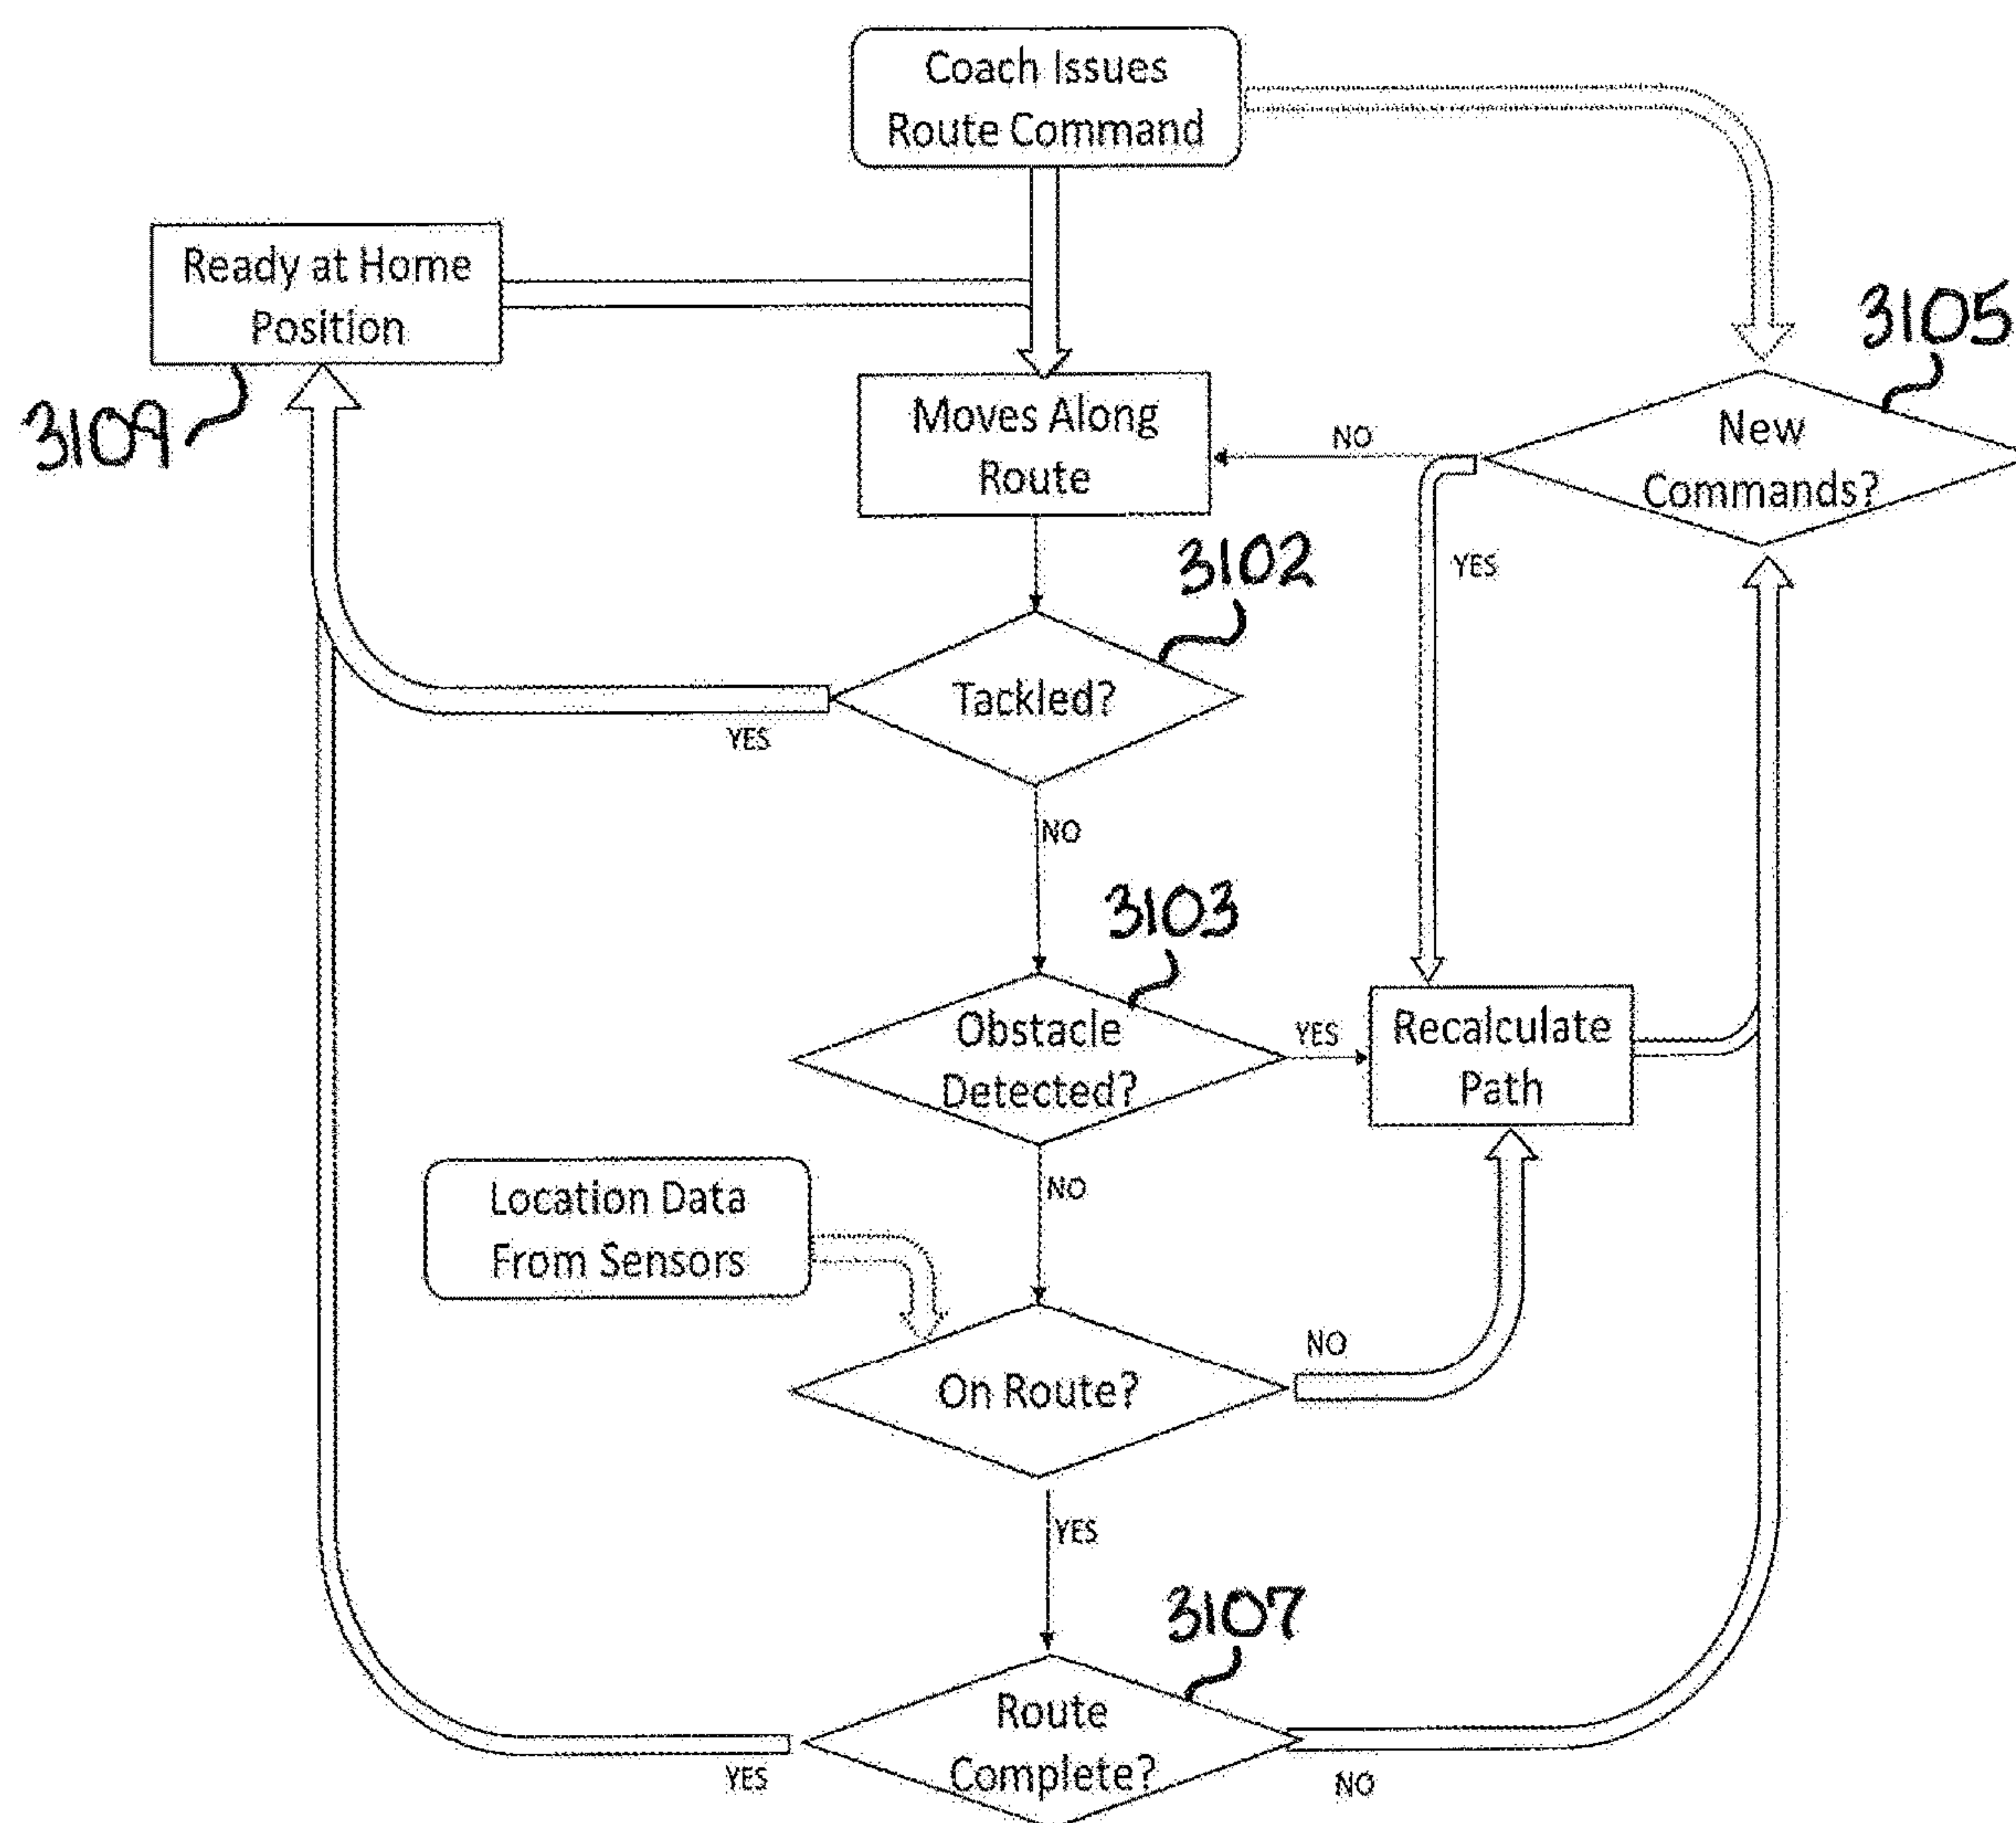 Coach Issues
Route Command
Ready at Home
Position
3109
3105
Moves Along
Route
NO
New
Commands?
YES
3102
Tackled?
YES
NO
3103
Obstacle
Detected?
YES
Recalculate
Path
Location Data
From Sensors
NO
On Route?
NO
YES
3107
Route
Complete?
YES
NO